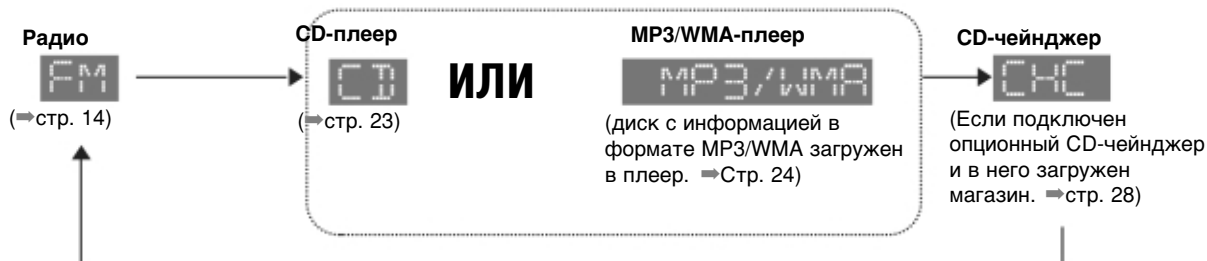 Радио
FM
(➡стр. 14)
CD-плеер
CD
(➡стр. 23)
ИЛИ
MP3/WMA-плеер
MP3/WMA
(диск с информацией в
формате MP3/WMA загружен
в плеер. ➡Стр. 24)
CD-чейнджер
CHC
(Если подключен
опционный CD-чейнджер
и в него загружен
магазин. ➡стр. 28)